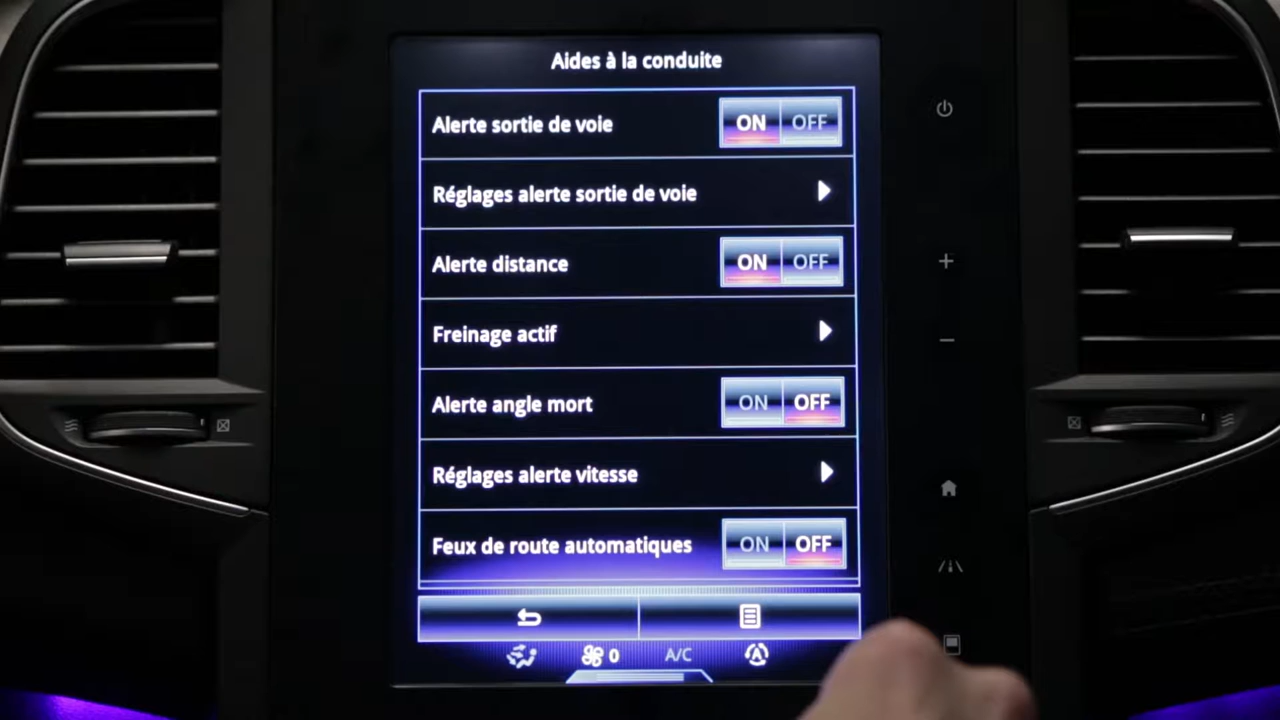 Aides à la conduite
Alerte sortie de voie ON OFF
Réglages alerte sortie de voie
Alerte distance ON OFF
Freinage actif
Alerte angle mort ON OFF
Réglages alerte vitesse
Feux de route automatiques ON OFF
0 A/C A